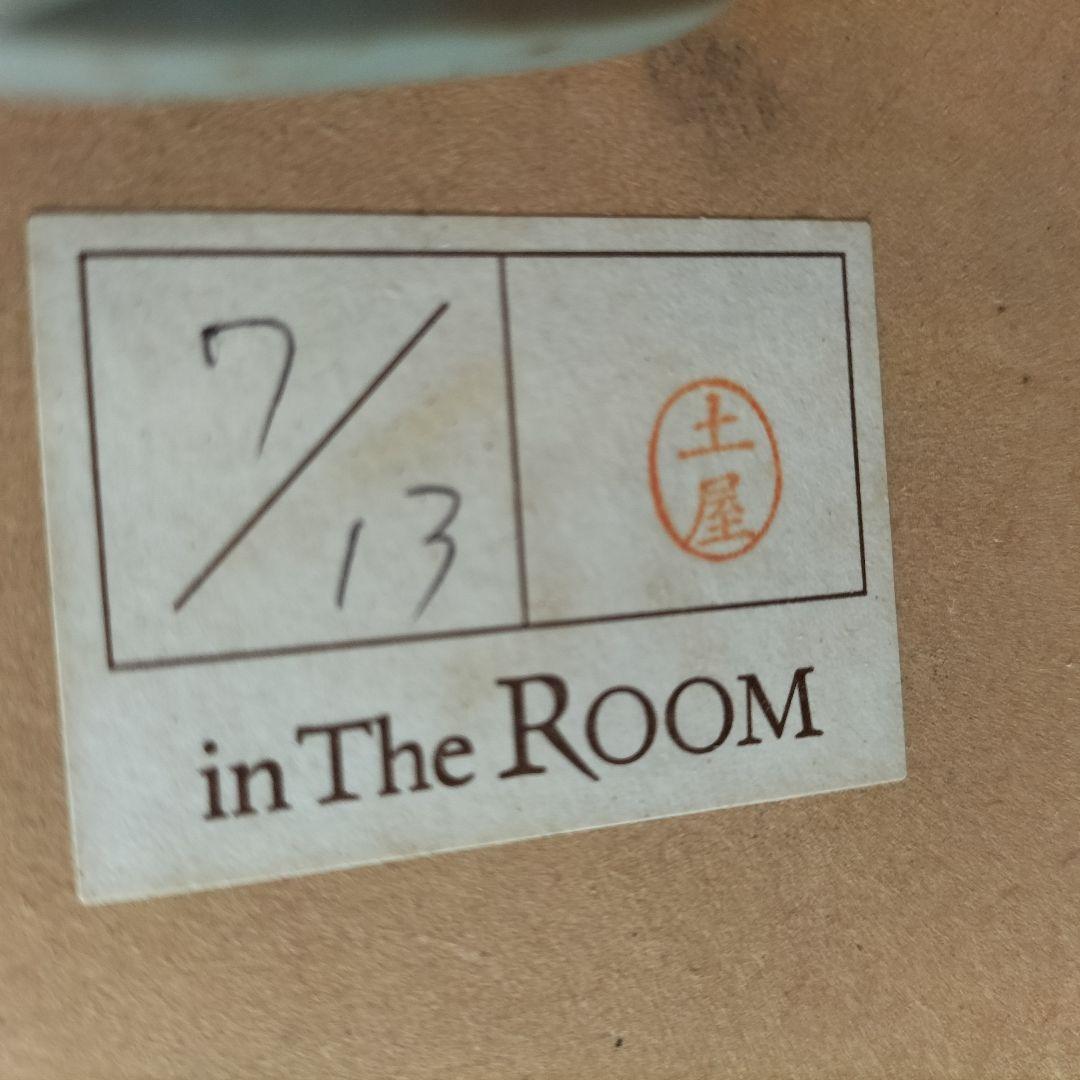 7/13
土屋
in The ROOM